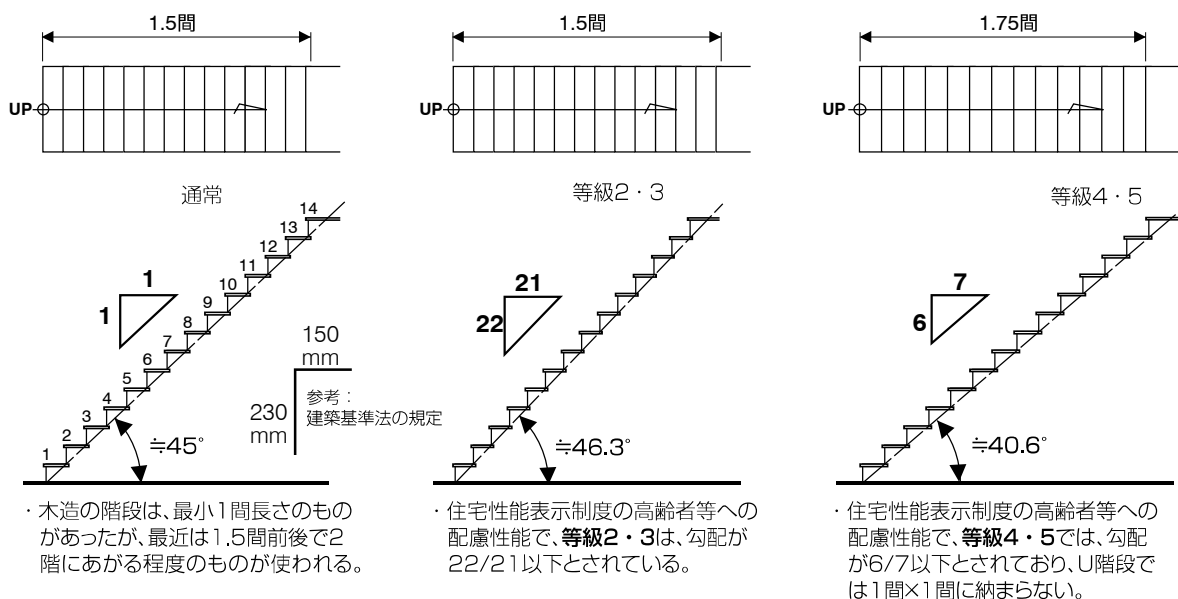 1.5間
UP
通常
1
1
14
13
12
11
10
9
8
7
6
5
4
3
2
1
≒45°
150
mm
230
mm
参考：
建築基準法の規定
・木造の階段は、最小1間長さのもの
があったが、最近は1.5間前後で2
階にあがる程度のものが使われる。
1.5間
UP
等級2・3
21
22
≒46.3°
・住宅性能表示制度の高齢者等への
配慮性能で、等級2・3は、勾配が
22/21以下とされている。
1.75間
UP
等級4・5
7
6
≒40.6°
・住宅性能表示制度の高齢者等への
配慮性能で、等級4・5では、勾配
が6/7以下とされており、U階段で
は1間×1間に納まらない。